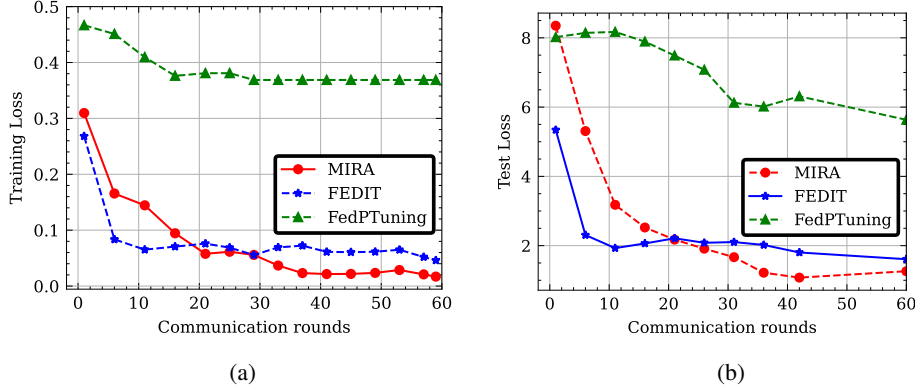 0.5
0.4
0.3
0.2
0.1
0.0
Training Loss
MIRA
FEDIT
FedPTuning
0 10 20 30 40 50 60
Communication rounds
(a)
8
6
4
2
Test Loss
MIRA
FEDIT
FedPTuning
0 10 20 30 40 50 60
Communication rounds
(b)